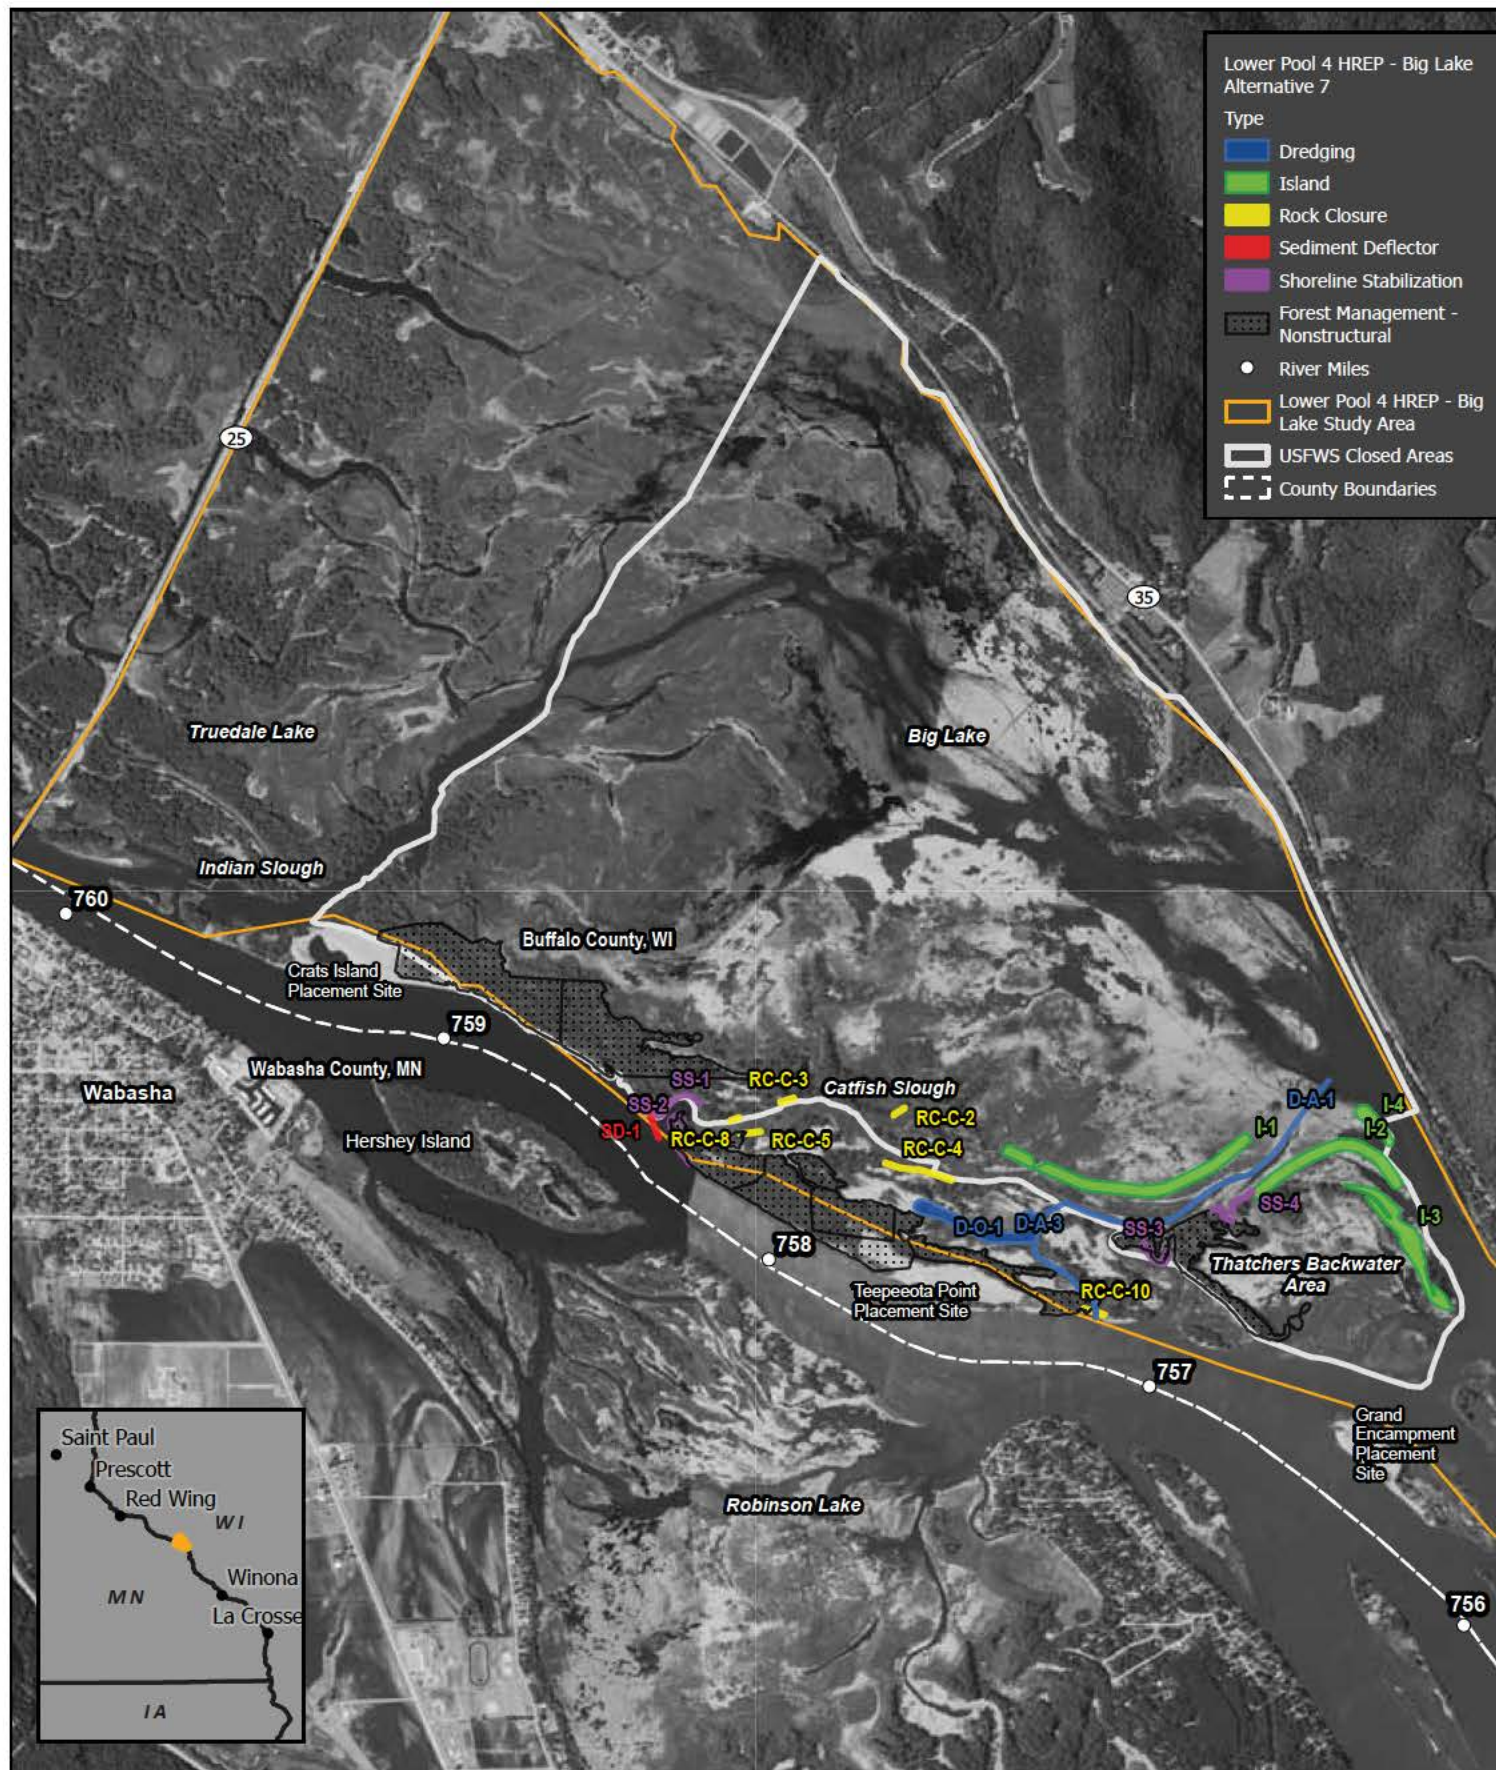 Lower Pool 4 HREP - Big Lake
Alternative 7
Type
Dredging
Island
Rock Closure
Sediment Deflector
Shoreline Stabilization
Forest Management -
Nonstructural
River Miles
Lower Pool 4 HREP - Big
Lake Study Area
USFWS Closed Areas
County Boundaries
25
35
Truedale Lake
Big Lake
Indian Slough
760
Buffalo County, WI
Crats Island
Placement Site
759
Wabasha County, MN
Wabasha
Hershey Island
SS-1
RC-C-3
Catfish Slough
SS-2
SD-1
RC-C-8
7
RC-C-5
RC-C-2
RC-C-4
D-A-1
I-4
I-1
I-2
D-O-1
D-A-3
SS-3
SS-4
I-3
758
Thatchers Backwater
Area
Teepeeota Point
Placement Site
RC-C-10
757
Grand
Encampment
Placement
Site
Robinson Lake
756
Saint Paul
Prescott
Red Wing
WI
MN
Winona
La Crosse
IA